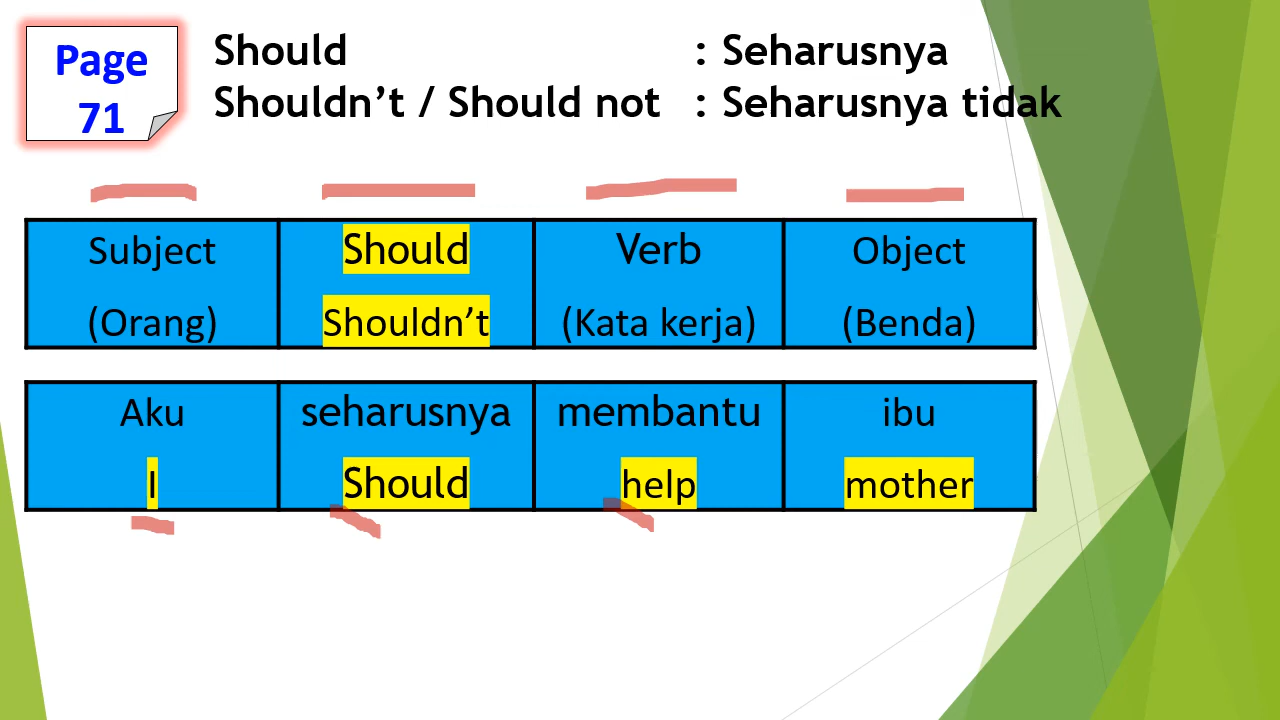 Page
71
Should : Seharusnya
Shouldn’t / Should not : Seharusnya tidak
Subject Should Verb Object
(Orang) Shouldn’t (Kata kerja) (Benda)
Aku seharusnya membantu ibu
I Should help mother